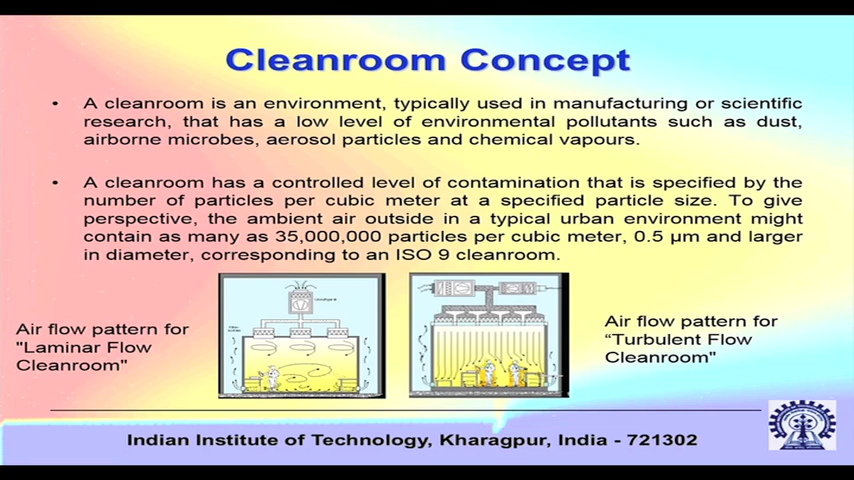 Cleanroom Concept
• A cleanroom is an environment, typically used in manufacturing or scientific
research, that has a low level of environmental pollutants such as dust,
airborne microbes, aerosol particles and chemical vapours.
• A cleanroom has a controlled level of contamination that is specified by the
number of particles per cubic meter at a specified particle size. To give
perspective, the ambient air outside in a typical urban environment might
contain as many as 35,000,000 particles per cubic meter, 0.5 μm and larger
in diameter, corresponding to an ISO 9 cleanroom.
Air flow pattern for
"Laminar Flow
Cleanroom"
Air flow pattern for
“Turbulent Flow
Cleanroom"
Indian Institute of Technology, Kharagpur, India - 721302